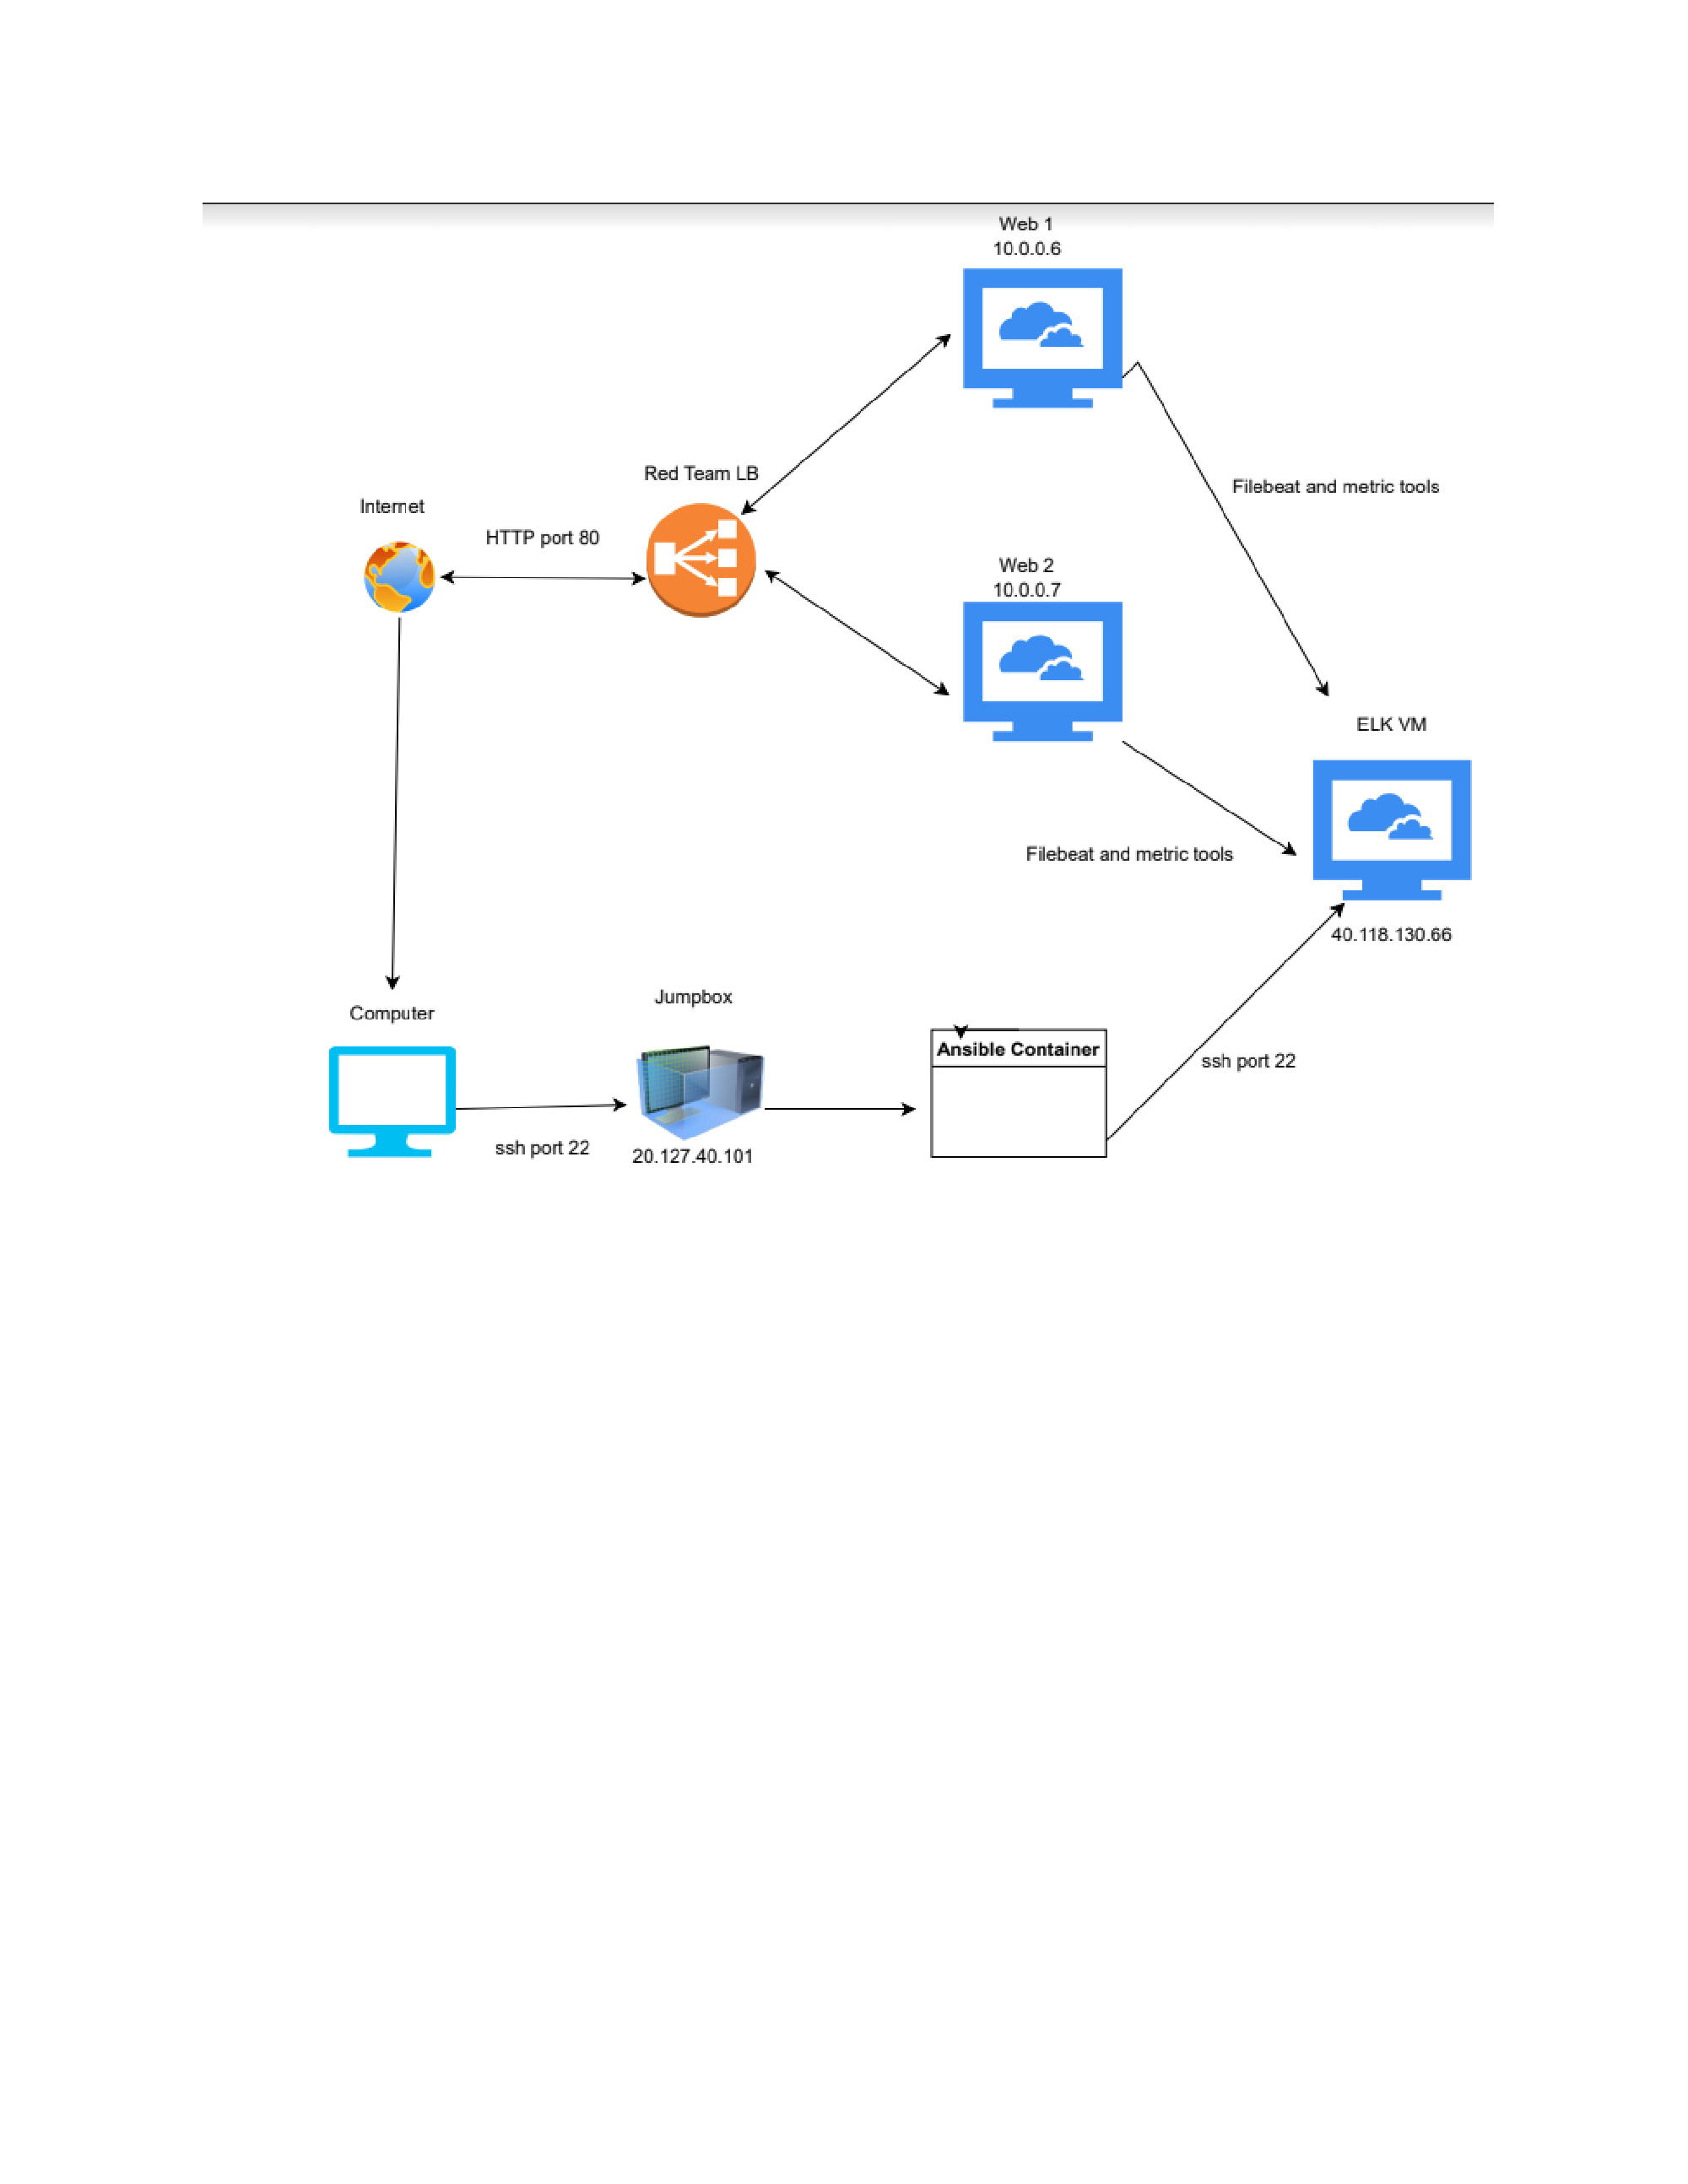 Web 1
10.0.0.6
Red Team LB
Filebeat and metric tools
Internet
HTTP port 80
Web 2
10.0.0.7
ELK VM
Filebeat and metric tools
40.118.130.66
Jumpbox
Computer
Ansible Container
ssh port 22
ssh port 22
20.127.40.101